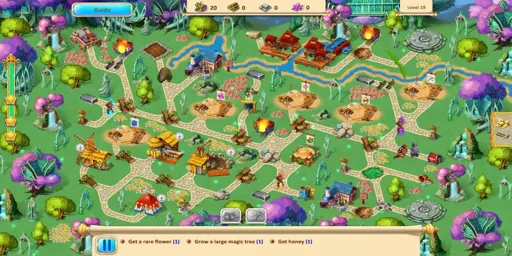 Guide
20
0
0
0
Level 19
Get a rare flower (1)
Grow a large magic tree (1)
Get honey (1)